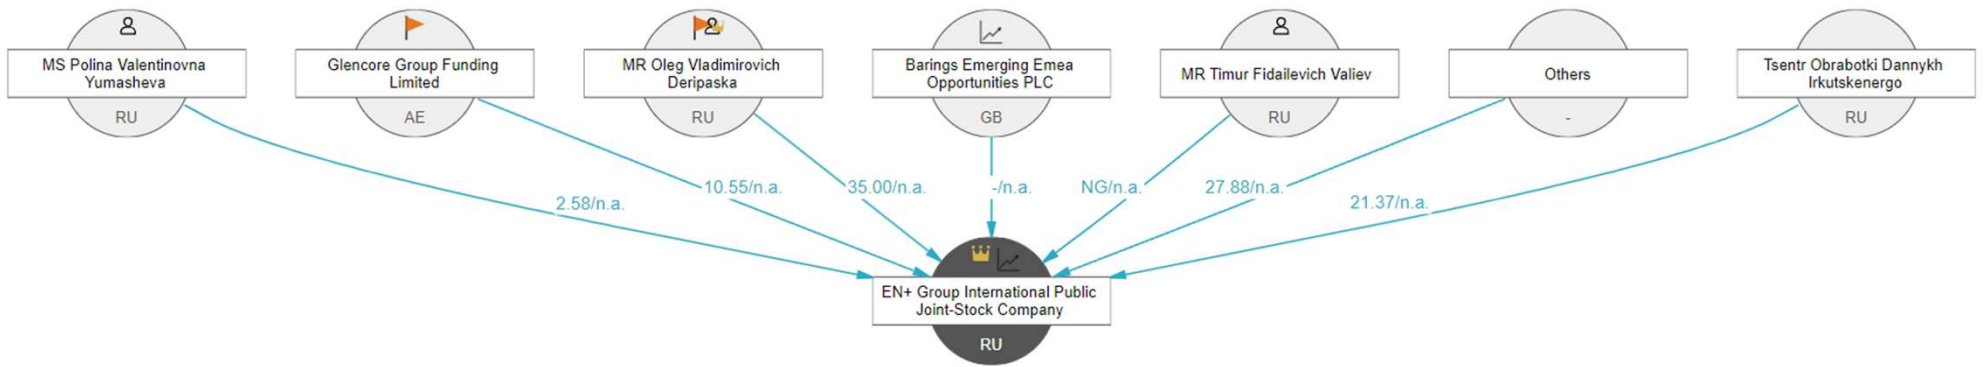 MS Polina Valentinovna
Yumasheva
RU
Glencore Group Funding
Limited
AE
MR Oleg Vladimirovich
Deripaska
RU
Barings Emerging Emea
Opportunities PLC
GB
MR Timur Fidailevich Valiev
RU
Others
-
Tsentr Obrabotki Dannykh
Irkutskenergo
RU
2.58/n.a.
10.55/n.a.
35.00/n.a.
-/n.a.
NG/n.a.
27.88/n.a.
21.37/n.a.
EN+ Group International Public
Joint-Stock Company
RU